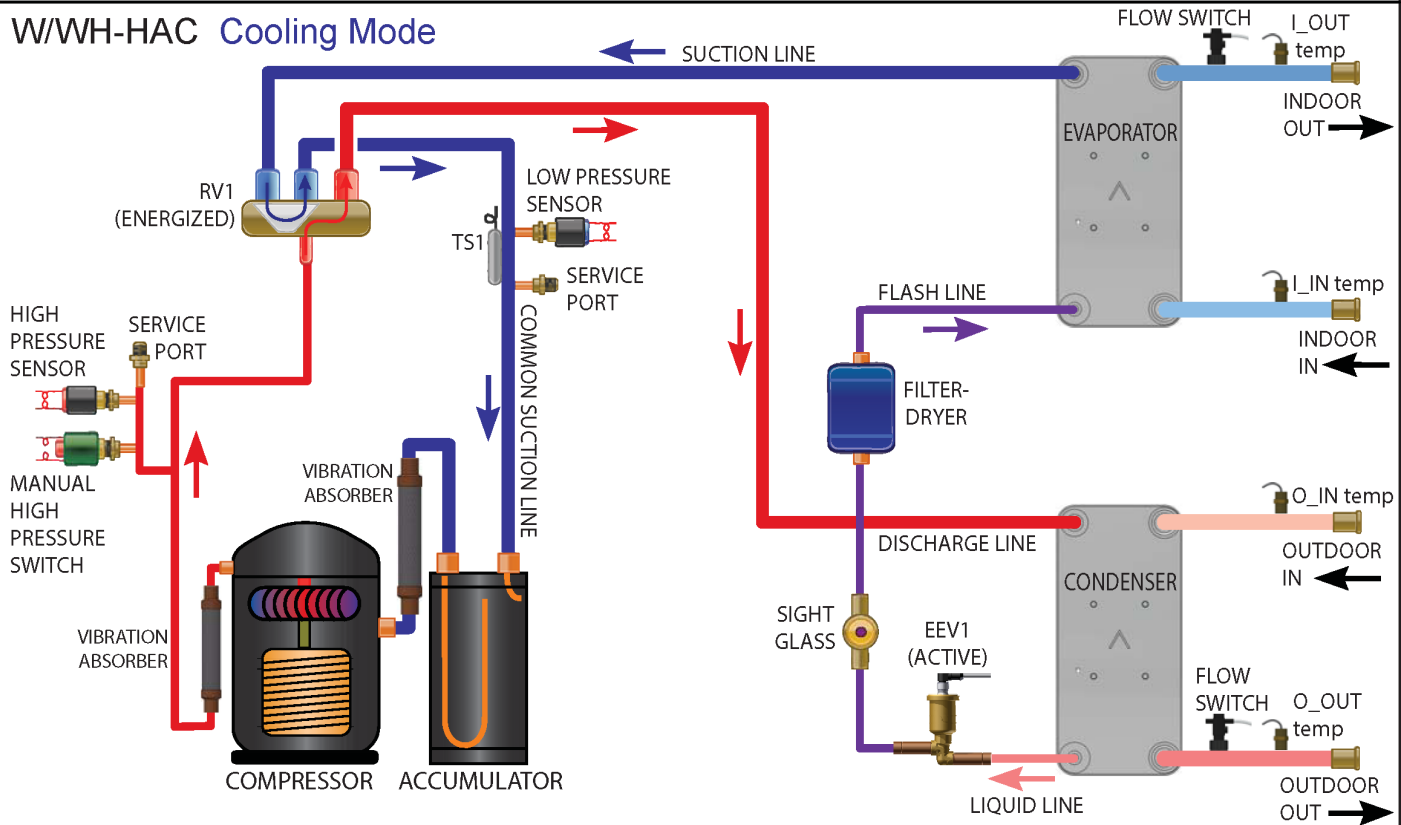 W/WH-HAC Cooling Mode
FLOW SWITCH
I_OUT
temp
SUCTION LINE
INDOOR
OUT
EVAPORATOR
RV1
(ENERGIZED)
LOW PRESSURE
SENSOR
TS1
SERVICE
PORT
FLASH LINE
I_IN temp
INDOOR
IN
HIGH
PRESSURE
SENSOR
SERVICE
PORT
COMMON SUCTION LINE
FILTER-
DRYER
MANUAL
HIGH
PRESSURE
SWITCH
VIBRATION
ABSORBER
O_IN temp
DISCHARGE LINE
OUTDOOR
IN
CONDENSER
VIBRATION
ABSORBER
SIGHT
GLASS
EEV1
(ACTIVE)
FLOW
SWITCH
O_OUT
temp
COMPRESSOR
ACCUMULATOR
LIQUID LINE
OUTDOOR
OUT